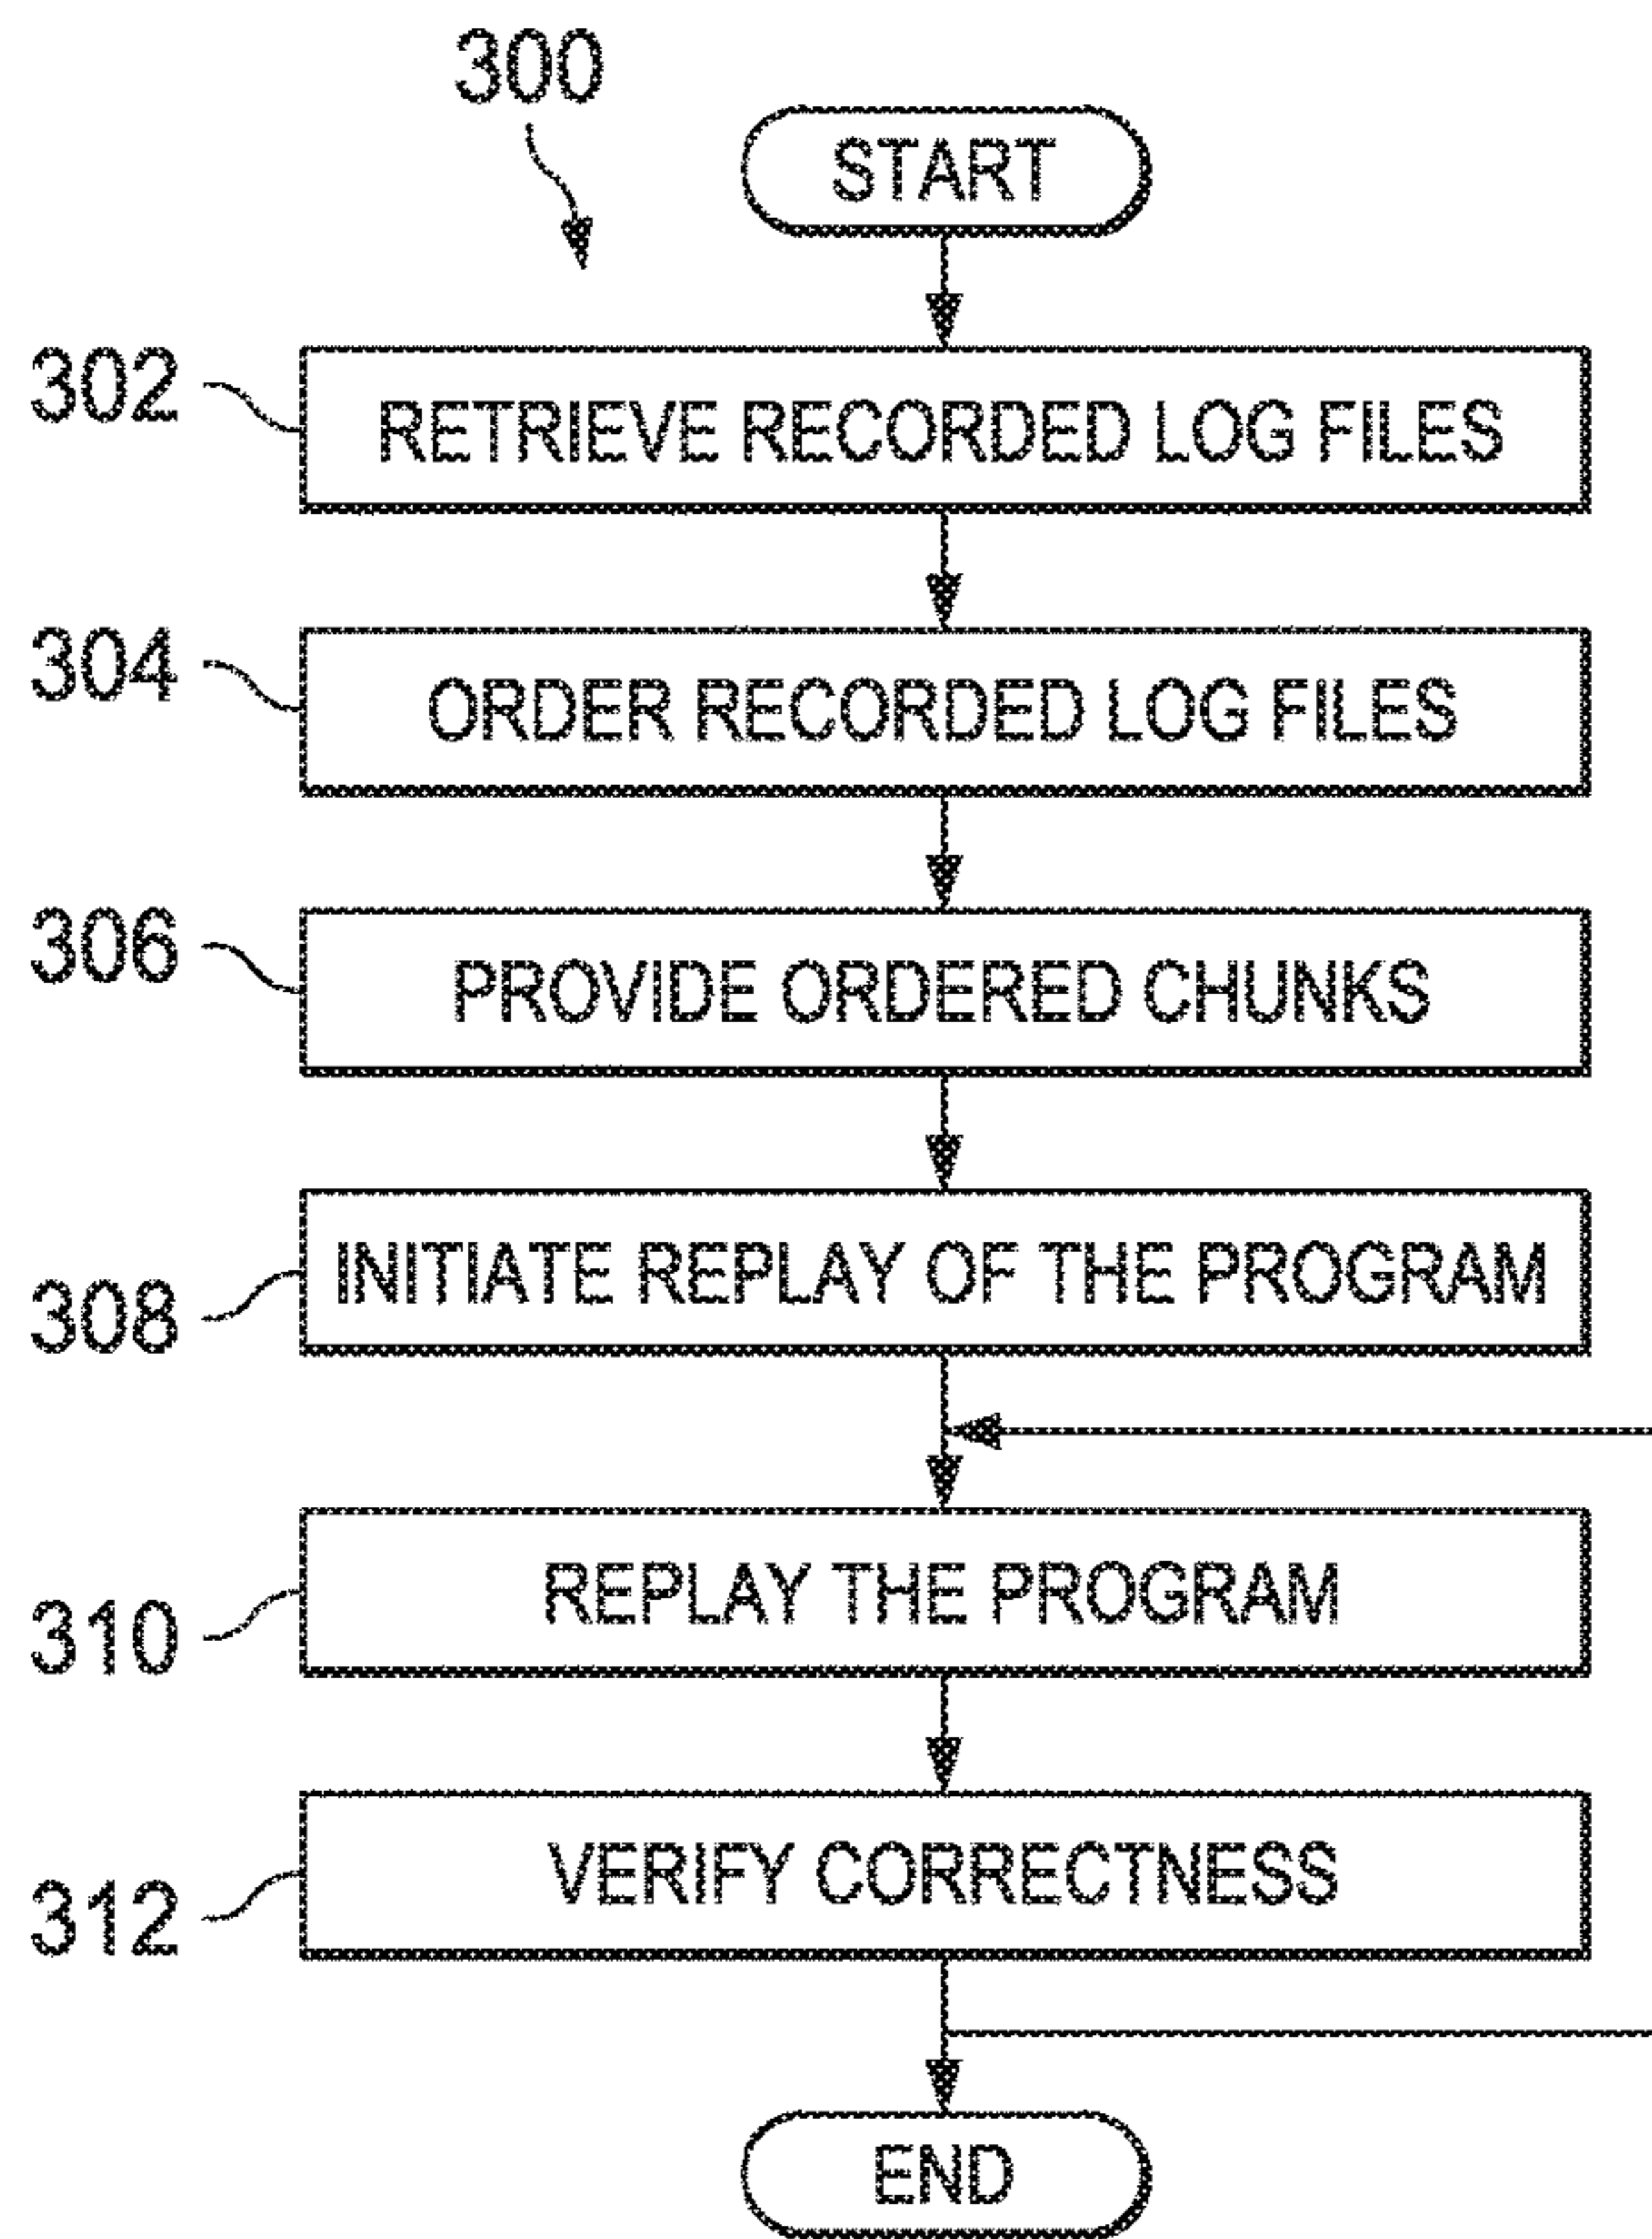 300
START
302
RETRIEVE RECORDED LOG FILES
304
ORDER RECORDED LOG FILES
306
PROVIDE ORDERED CHUNKS
308
INITIATE REPLAY OF THE PROGRAM
310
REPLAY THE PROGRAM
312
VERIFY CORRECTNESS
END